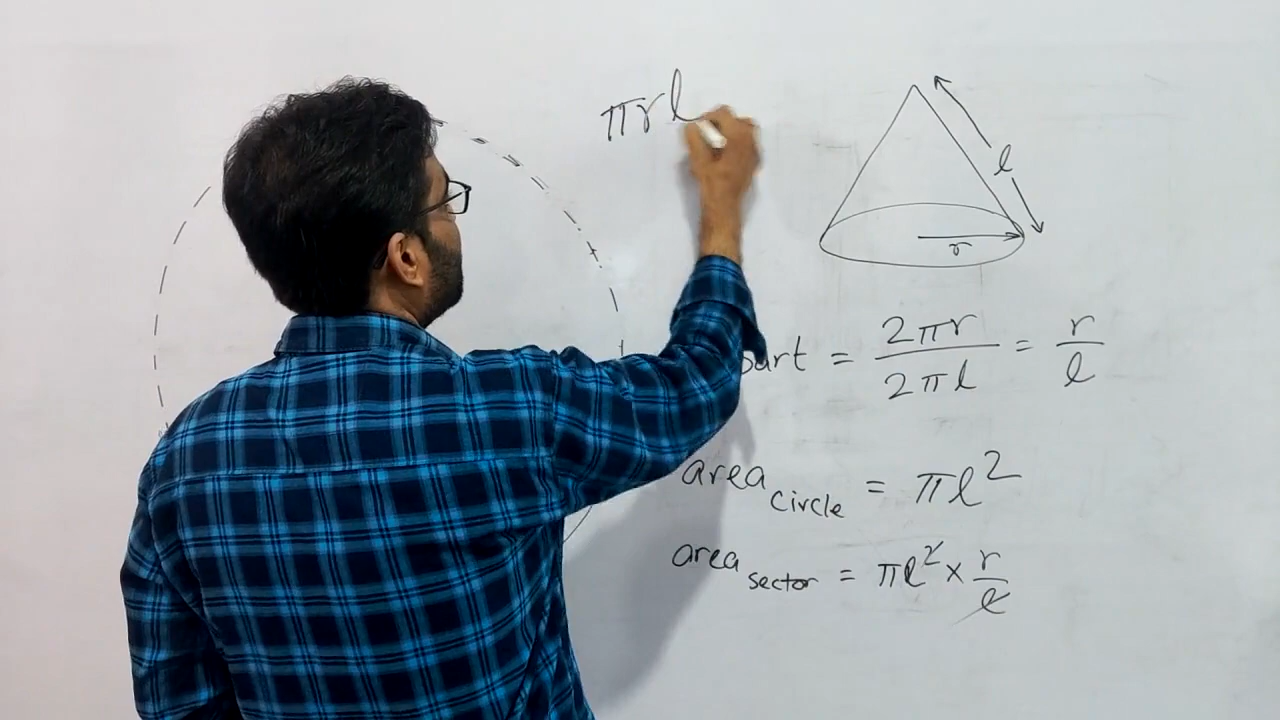 πrl
l
r
part = 2πr/2πl = r/l
area circle = πl²
area sector = πl² × r/l